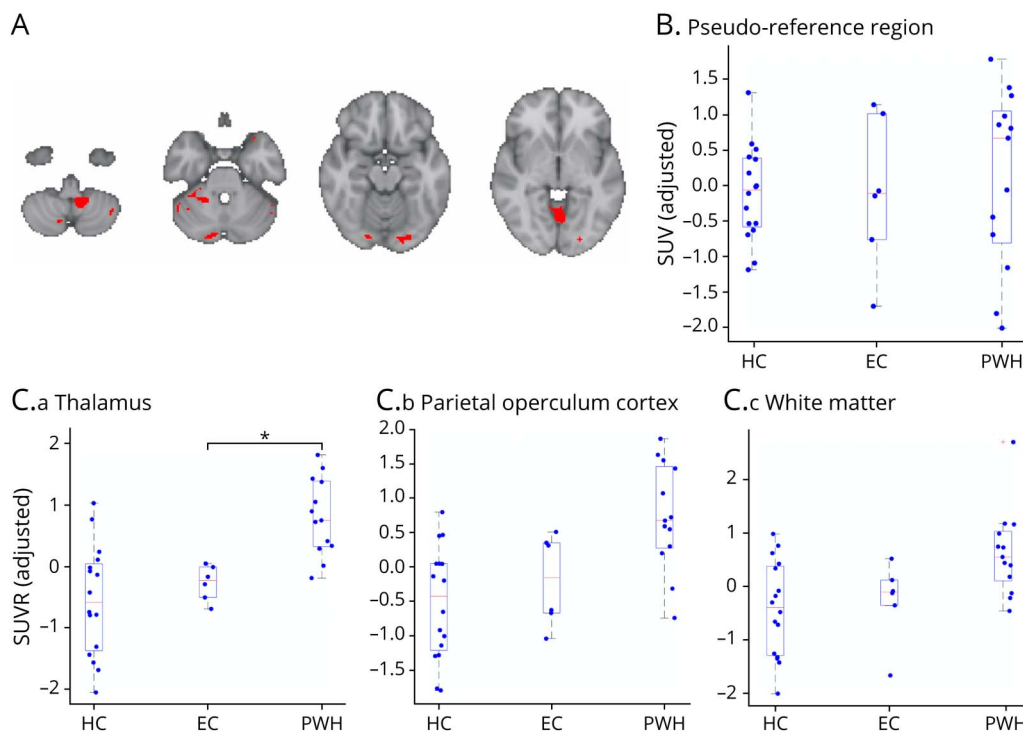 A
B. Pseudo-reference region
SUV (adjusted)
1.5
1.0
0.5
0.0
–0.5
–1.0
–1.5
–2.0
HC EC PWH
C.a Thalamus
SUVR (adjusted)
2
1
0
–1
–2
*
HC EC PWH
C.b Parietal operculum cortex
2.0
1.5
1.0
0.5
0.0
–0.5
–1.0
–1.5
HC EC PWH
C.c White matter
2
1
0
–1
–2
HC EC PWH